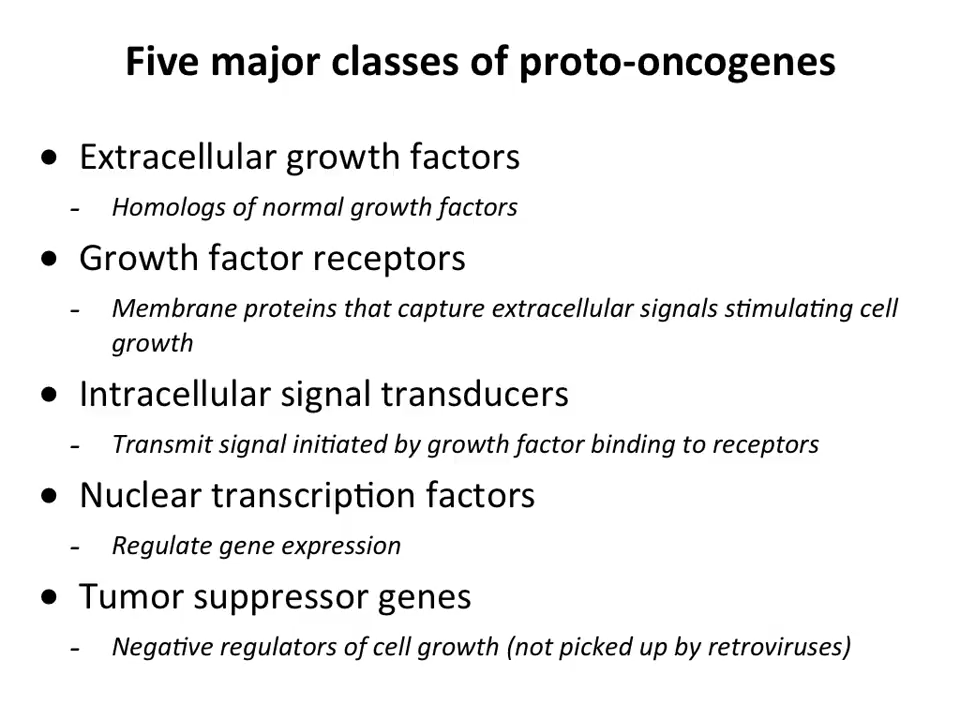 Five major classes of proto-oncogenes
• Extracellular growth factors
- Homologs of normal growth factors
• Growth factor receptors
- Membrane proteins that capture extracellular signals stimulating cell
growth
• Intracellular signal transducers
- Transmit signal initiated by growth factor binding to receptors
• Nuclear transcription factors
- Regulate gene expression
• Tumor suppressor genes
- Negative regulators of cell growth (not picked up by retroviruses)